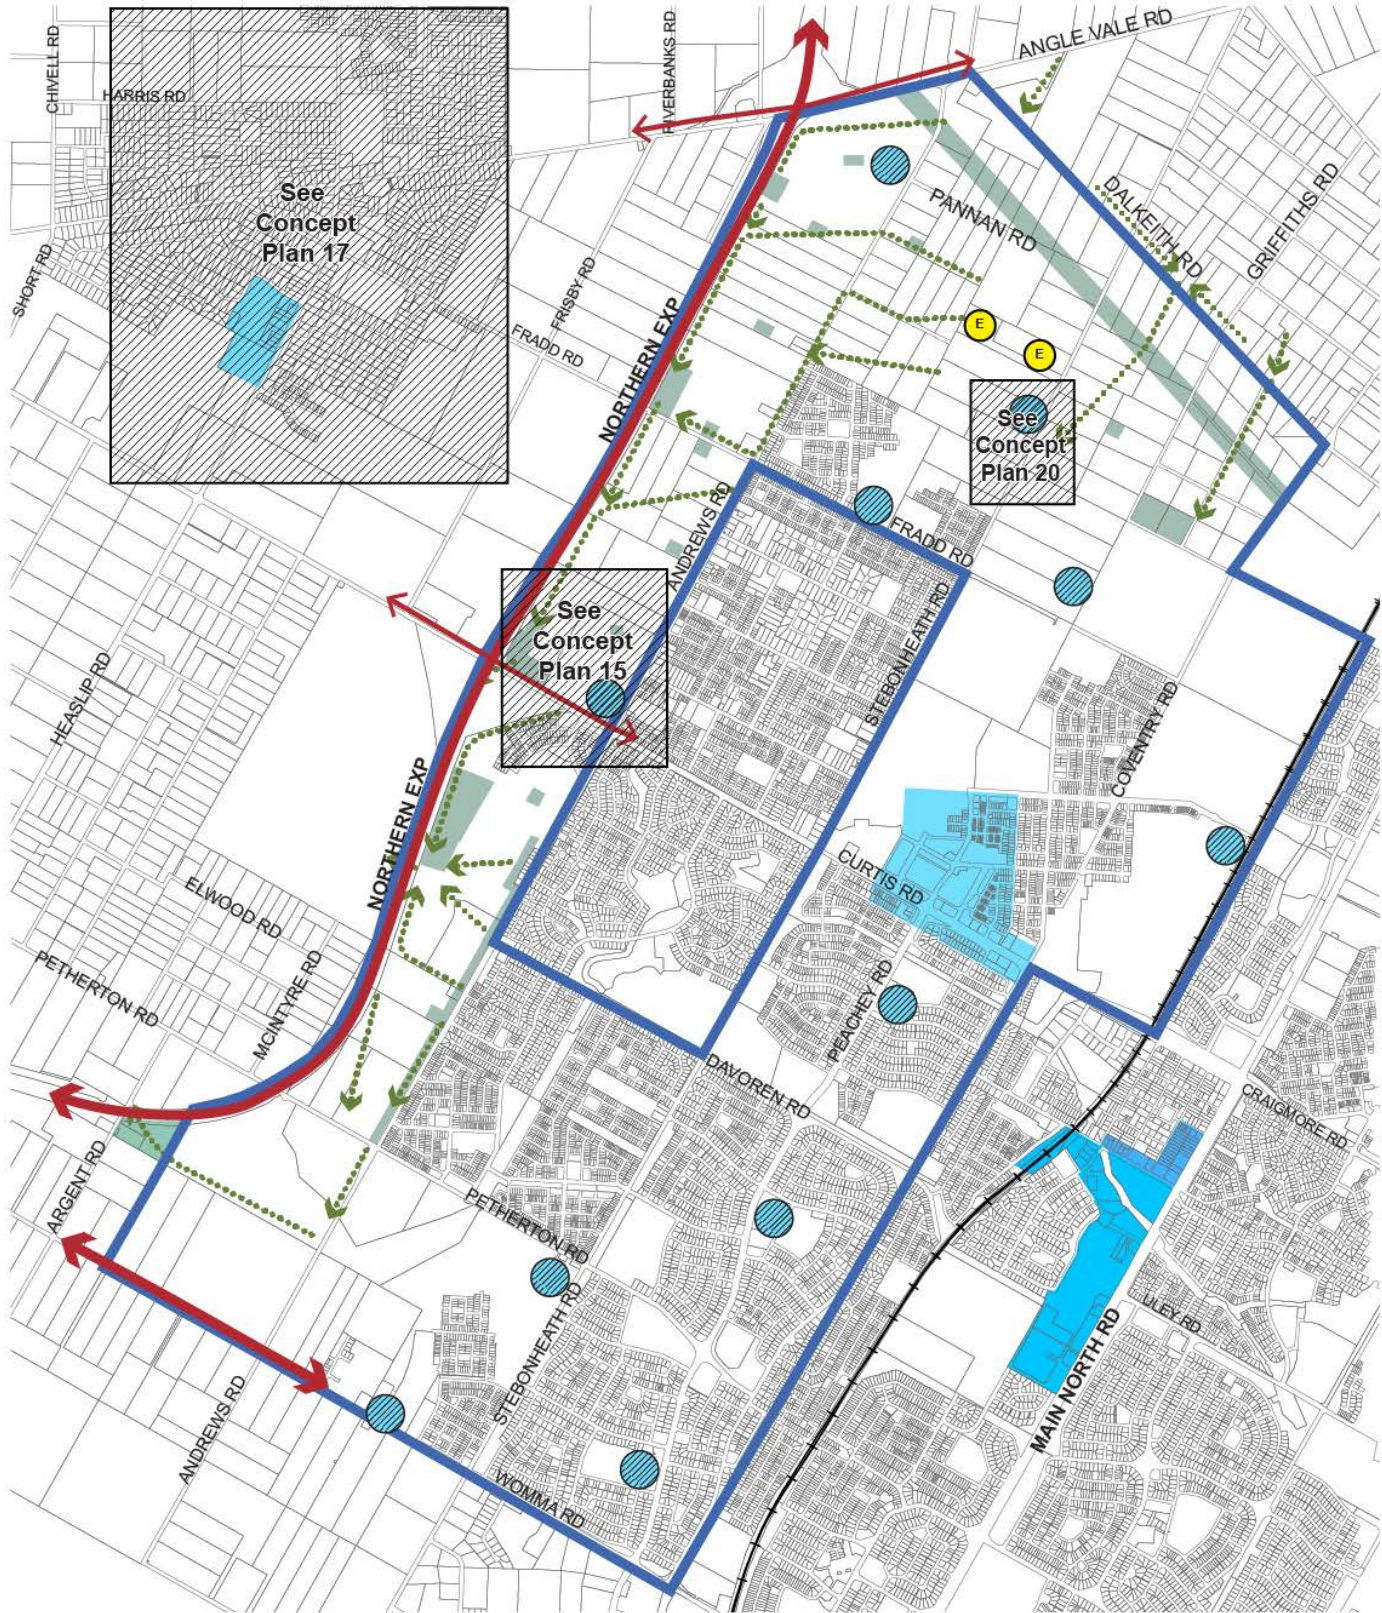 ANGLE VALE RD
CHIVELL RD
RIVERBANKS RD
HARRIS RD
See
Concept
Plan 17
DALKEITH RD
GRIFFITHS RD
PANNAN RD
SHORT RD
FRISBY RD
FRADD RD
NORTHERN EXP
E
E
See
Concept
Plan 20
ANDREWS RD
FRADD RD
See
Concept
Plan 15
STEBONHEATH RD
HEASLIP RD
COVENTRY RD
NORTHERN EXP
CURTIS RD
ELWOOD RD
PETHERTON RD
MCINTYRE RD
PEACHEY RD
DAVOREN RD
CRAIGMORE RD
ARGENT RD
PETHERTON RD
ULEY RD
STEBONHEATH RD
MAIN NORTH RD
ANDREWS RD
WOMMA RD